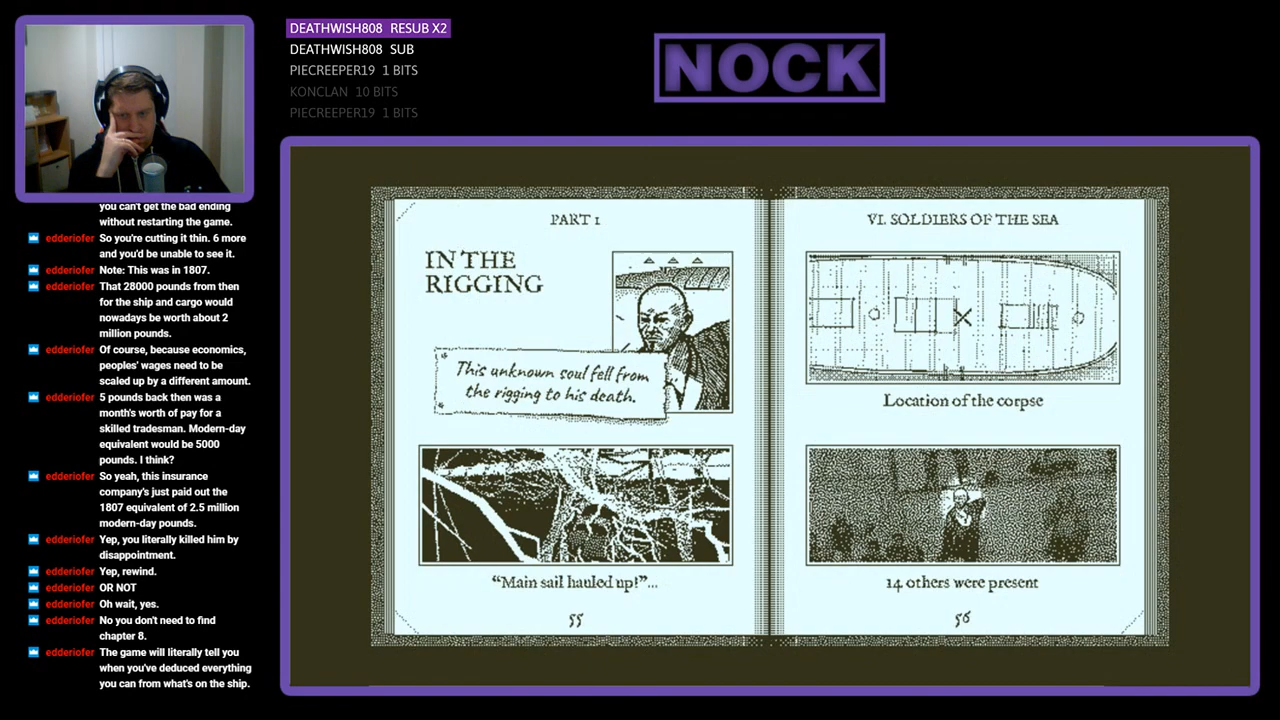 DEATHWISH808 RESUB X2
DEATHWISH808 SUB
PIECREEPER19 1 BITS
KONCLAN 10 BITS
PIECREEPER19 1 BITS
NOCK
you can't get the bad ending
without restarting the game.
edderiofer So you're cutting it thin. 6 more
and you'd be unable to see it.
edderiofer Note: This was in 1807.
edderiofer That 28000 pounds from then
for the ship and cargo would
nowadays be worth about 2
million pounds.
edderiofer Of course, because economics,
peoples' wages need to be
scaled up by a different amount.
edderiofer 5 pounds back then was a
month's worth of pay for a
skilled tradesman. Modern-day
equivalent would be 5000
pounds. I think?
edderiofer So yeah, this insurance
company's just paid out the
1807 equivalent of 2.5 million
modern-day pounds.
edderiofer Yep, you literally killed him by
disappointment.
edderiofer Yep, rewind.
edderiofer OR NOT
edderiofer Oh wait, yes.
edderiofer No you don't need to find
chapter 8.
edderiofer The game will literally tell you
when you've deduced everything
you can from what's on the ship.
PART 1
IN THE
RIGGING
This unknown soul fell from
the rigging to his death.
"Main sail hauled up!"...
55
VI. SOLDIERS OF THE SEA
Location of the corpse
14 others were present
56